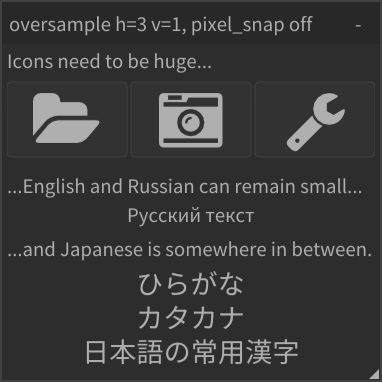 oversample h=3 v=1, pixel_snap off -
Icons need to be huge...
...English and Russian can remain small...
Русский текст
...and Japanese is somewhere in between.
ひらがな
カタカナ
日本語の常用漢字